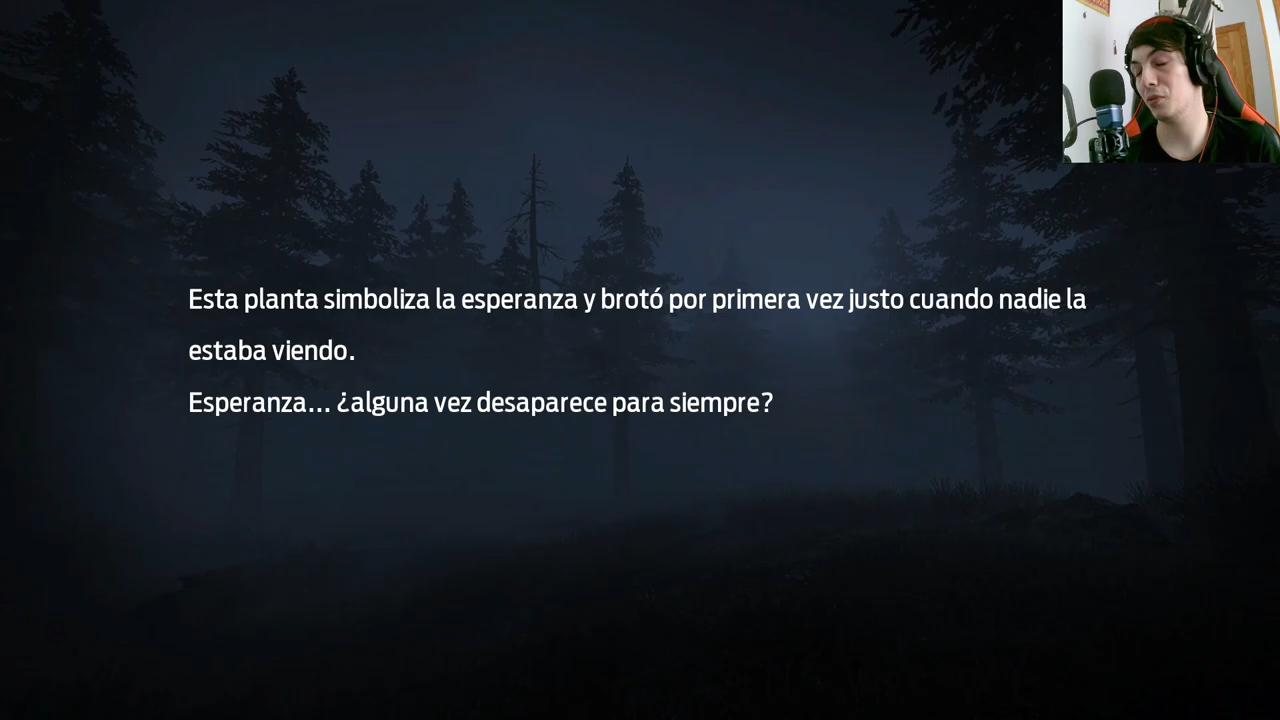 Esta planta simboliza la esperanza y brotó por primera vez justo cuando nadie la
estaba viendo.
Esperanza... ¿alguna vez desaparece para siempre?